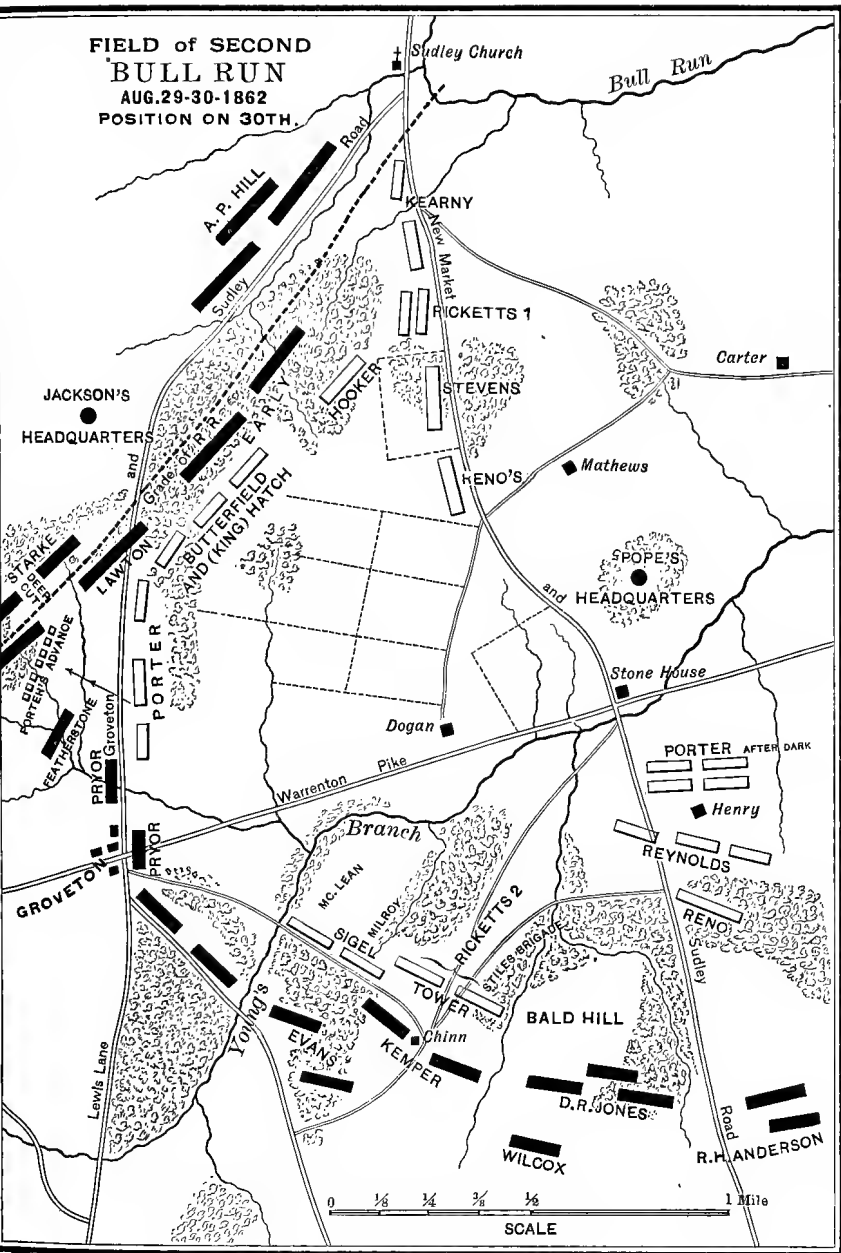 FIELD of SECOND
BULL RUN
AUG.29-30-1862
POSITION ON 30TH.
Sudley Church
Bull Run
Road
A. P. HILL
KEARNY
New Market
Sudley
RICKETTS 1
Carter
STEVENS
HOOKER
JACKSON'S
HEADQUARTERS
EARLY
Grade of R.R.
and
RENO'S
Mathews
BUTTERFIELD
AND (KING) HATCH
STARKE
DEEP
CUT
LAWTON
POPE'S
HEADQUARTERS
and
PORTER'S ADVANCE
PORTER
Groveton
FEATHERSTONE
Stone House
Dogan
PRYOR
PORTER AFTER DARK
Warrenton Pike
Henry
Branch
PRYOR
REYNOLDS
GROVETON
MC. LEAN
MILROY
RICKETTS 2
RENO
SIGEL
STILES' BRIGADE
Sudley
TOWER
BALD HILL
Young's
EVANS
KEMPER
Chinn
Lewis Lane
D.R. JONES
Road
R.H. ANDERSON
WILCOX
0 1/8 1/4 3/8 1/2 1 Mile
SCALE